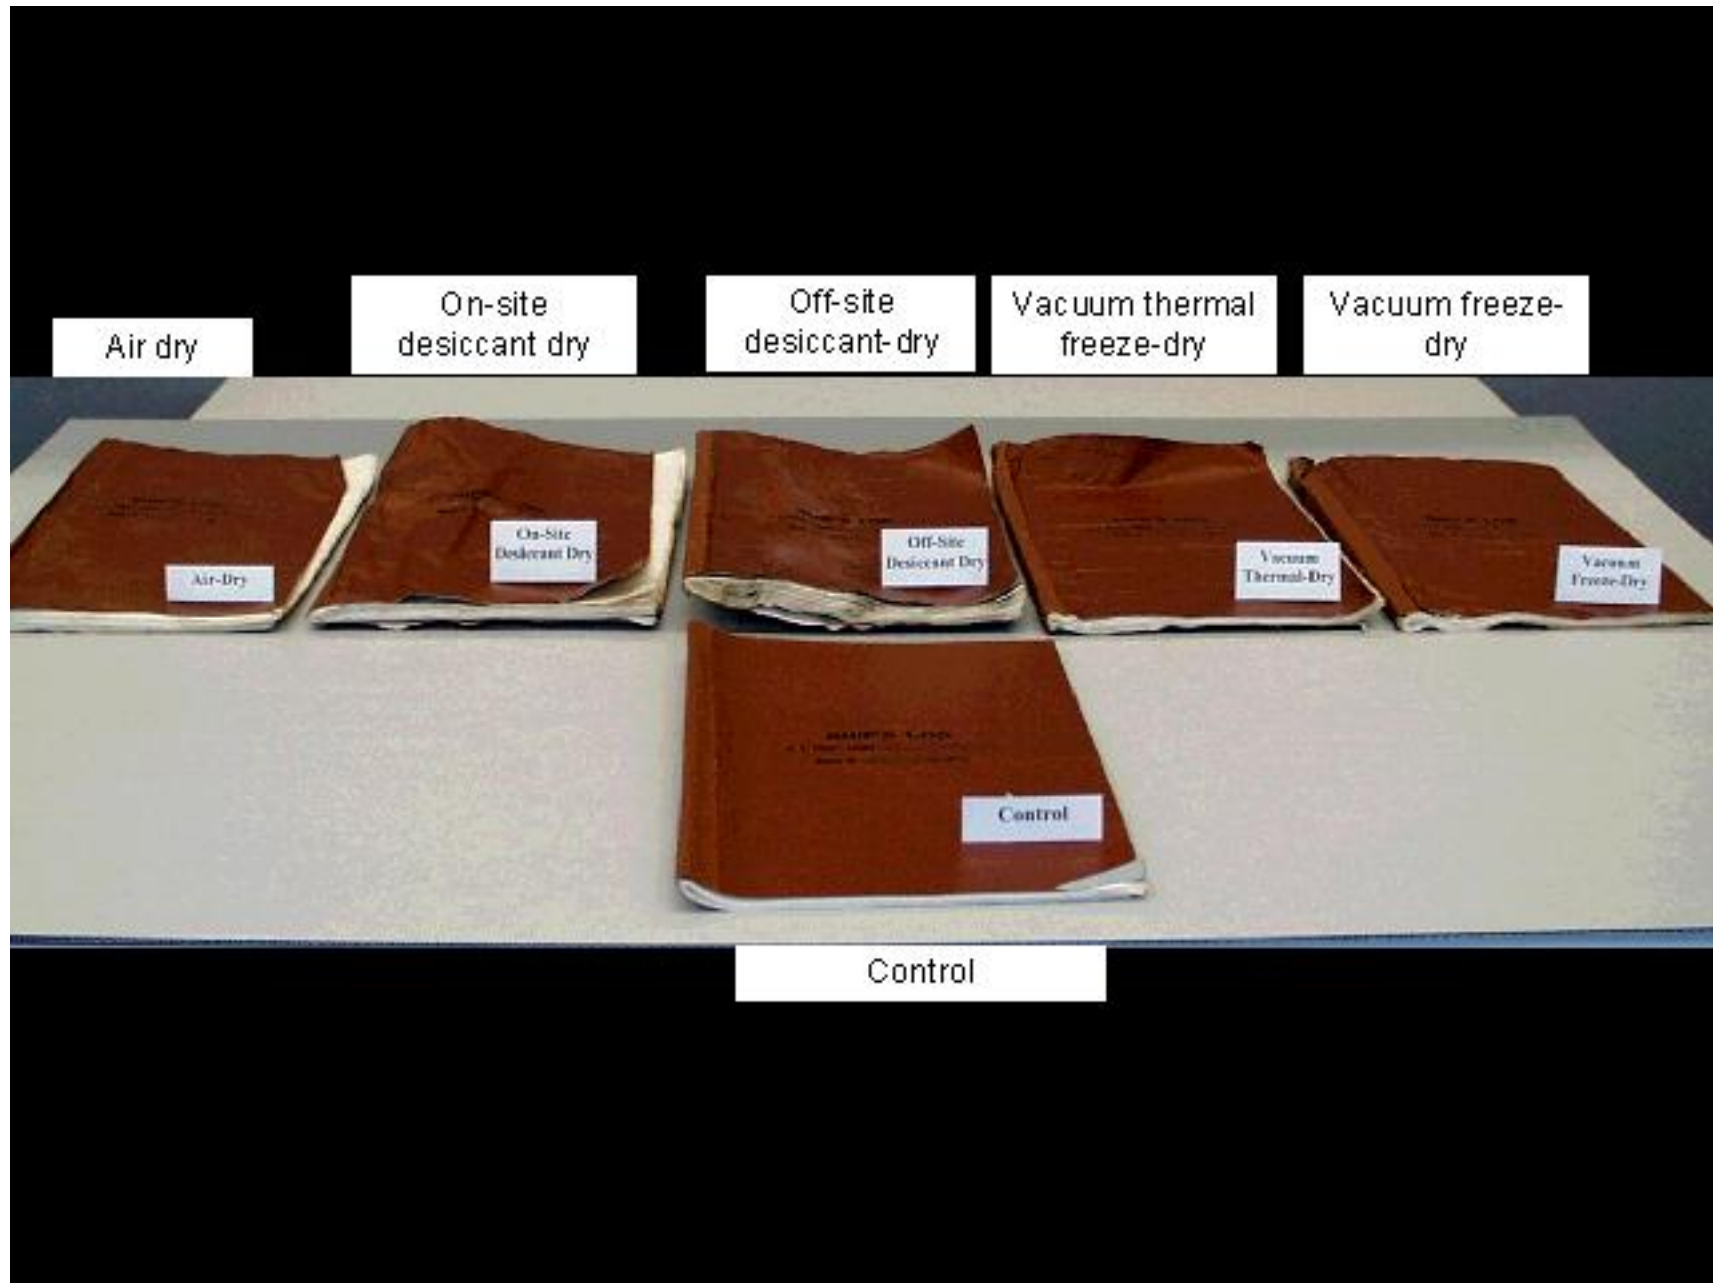 Air dry
On-site
desiccant dry
Off-site
desiccant-dry
Vacuum thermal
freeze-dry
Vacuum freeze-
dry
Air-Dry
On-Site
Desiccant Dry
Off-Site
Desiccant Dry
Vacuum
Thermal-Dry
Vacuum
Freeze-Dry
Control
Control